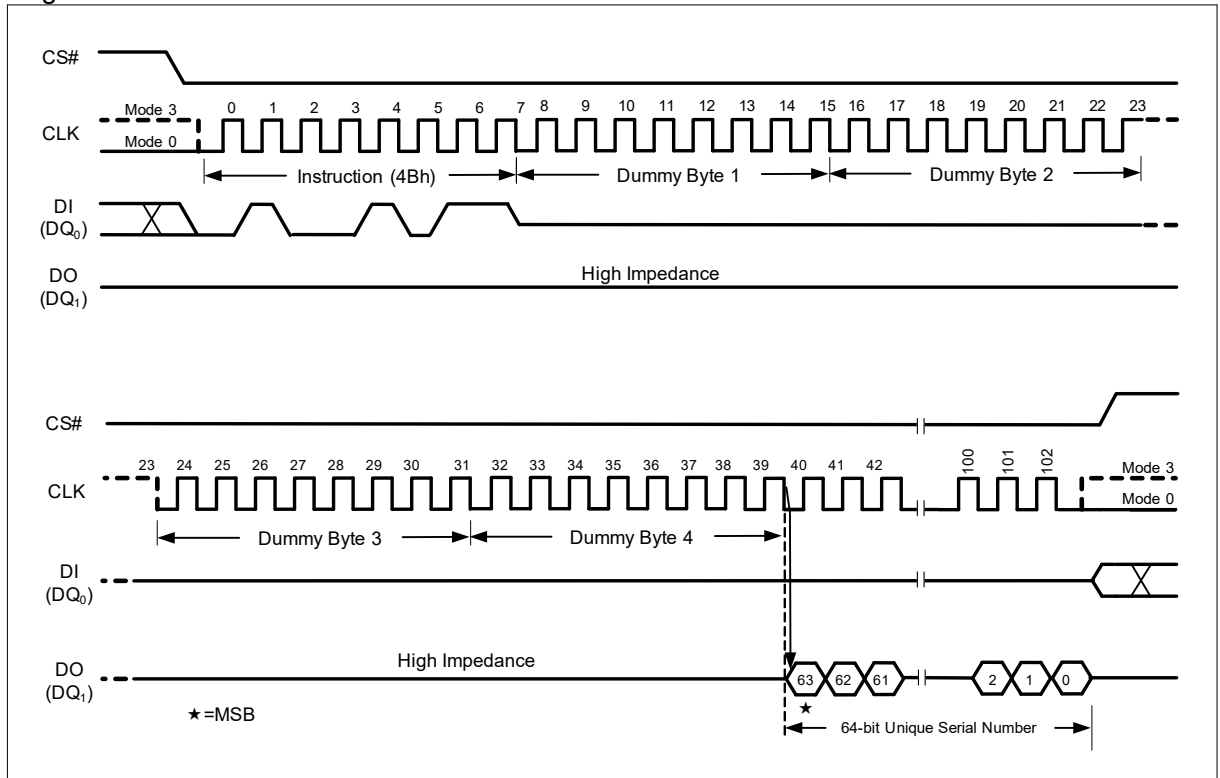 CS#
Mode 3 0 1 2 3 4 5 6 7 8 9 10 11 12 13 14 15 16 17 18 19 20 21 22 23
CLK
Mode 0
Instruction (4Bh) Dummy Byte 1 Dummy Byte 2
DI
(DQ₀)
DO High Impedance
(DQ₁)
CS#
23 24 25 26 27 28 29 30 31 32 33 34 35 36 37 38 39 40 41 42 100 101 102 Mode 3
CLK
Mode 0
Dummy Byte 3 Dummy Byte 4
DI
(DQ₀)
High Impedance
DO 63 62 61 2 1 0
(DQ₁)
★=MSB ★ 64-bit Unique Serial Number